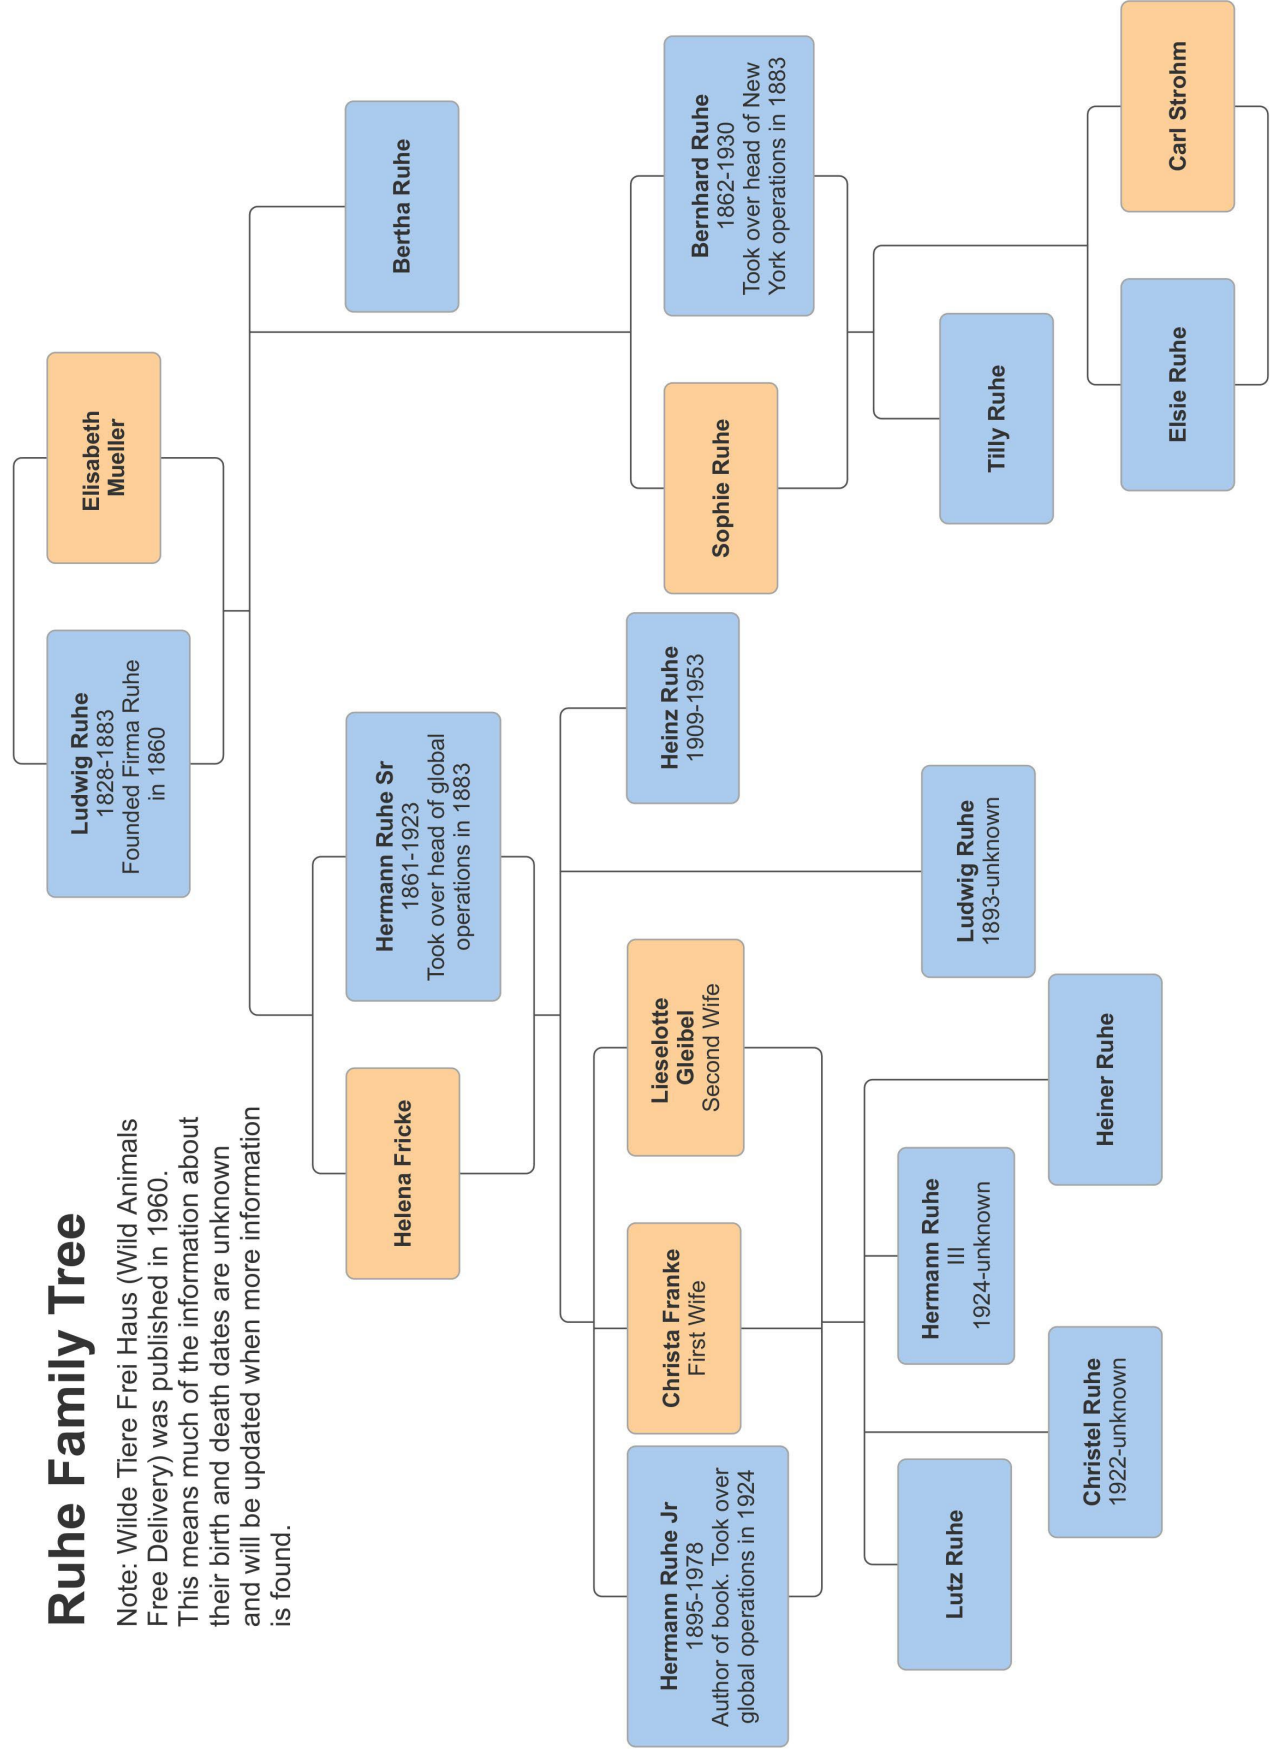 Ruhe Family Tree
Note: Wilde Tiere Frei Haus (Wild Animals
Free Delivery) was published in 1960.
This means much of the information about
their birth and death dates are unknown
and will be updated when more information
is found.
Ludwig Ruhe
1828-1883
Founded Firma Ruhe
in 1860
Elisabeth
Mueller
Helena Fricke
Hermann Ruhe Sr
1861-1923
Took over head of global
operations in 1883
Bertha Ruhe
Hermann Ruhe Jr
1895-1978
Author of book. Took over
global operations in 1924
Christa Franke
First Wife
Lieselotte
Gleibel
Second Wife
Heinz Ruhe
1909-1953
Sophie Ruhe
Bernhard Ruhe
1862-1930
Took over head of New
York operations in 1883
Lutz Ruhe
Hermann Ruhe
III
1924-unknown
Ludwig Ruhe
1893-unknown
Tilly Ruhe
Christel Ruhe
1922-unknown
Heiner Ruhe
Elsie Ruhe
Carl Strohm